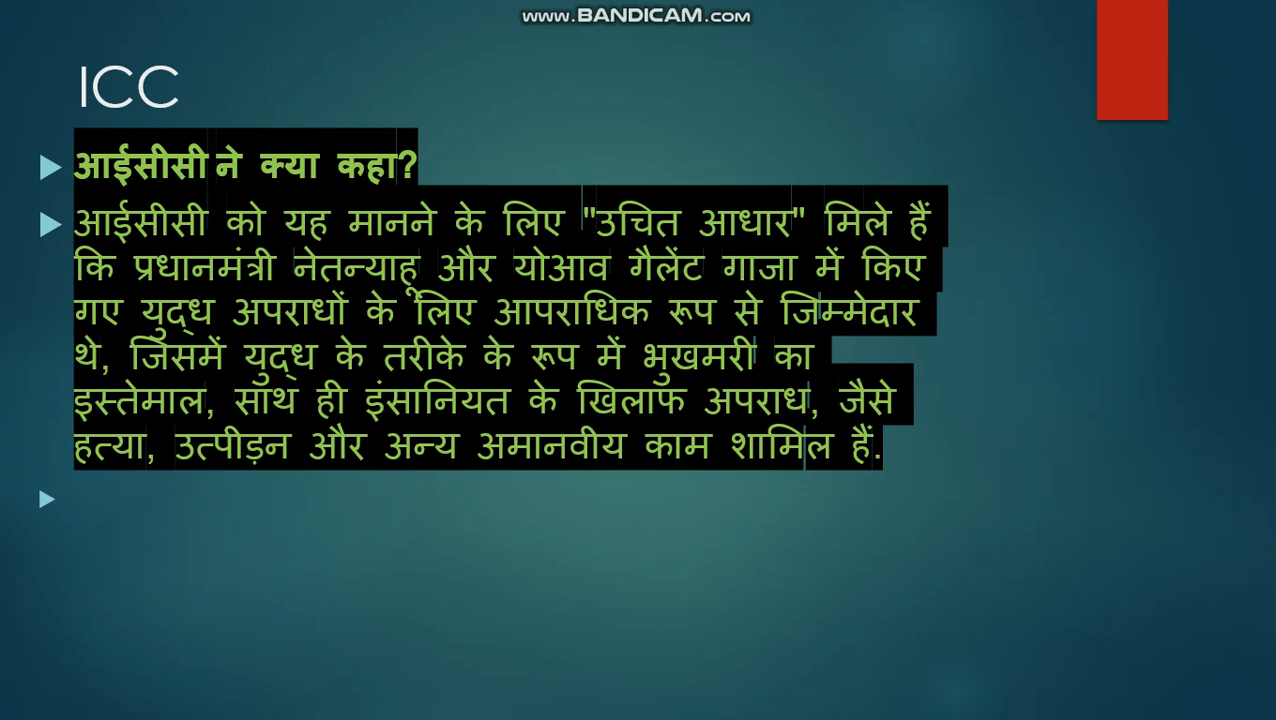 www.BANDICAM.com
ICC
आईसीसी ने क्या कहा?
आईसीसी को यह मानने के लिए "उचित आधार" मिले हैं
कि प्रधानमंत्री नेतन्याहू और योआव गैलेंट गाजा में किए
गए युद्ध अपराधों के लिए आपराधिक रूप से जिम्मेदार
थे, जिसमें युद्ध के तरीके के रूप में भुखमरी का
इस्तेमाल, साथ ही इंसानियत के खिलाफ अपराध, जैसे
हत्या, उत्पीड़न और अन्य अमानवीय काम शामिल हैं.